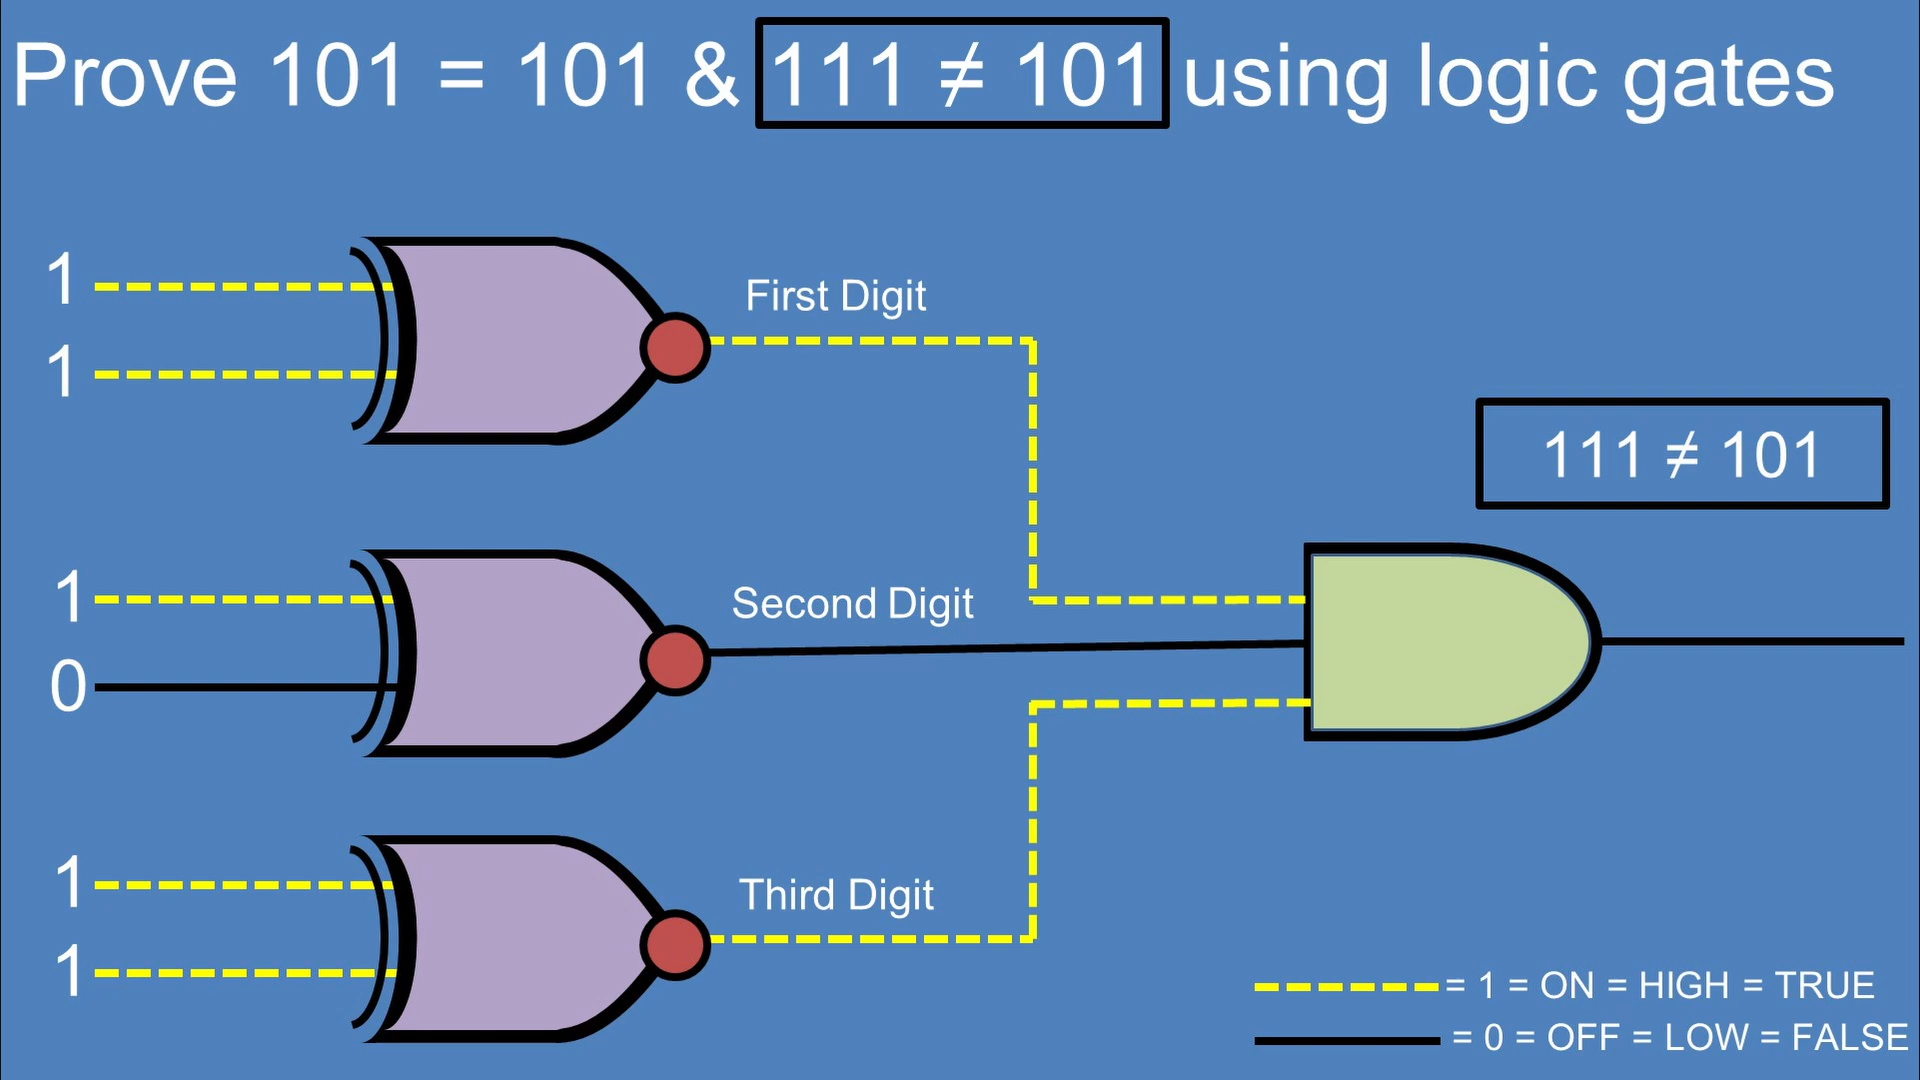 Prove 101 = 101 & 111 ≠ 101 using logic gates
1
First Digit
1
111 ≠ 101
1
Second Digit
0
1
Third Digit
1
= 1 = ON = HIGH = TRUE
= 0 = OFF = LOW = FALSE